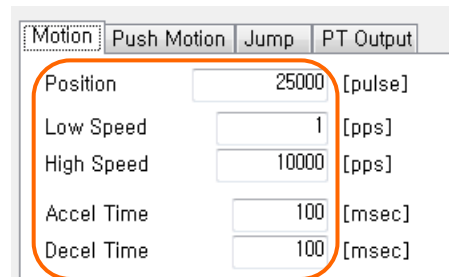 Motion Push Motion Jump PT Output
Position 25000 [pulse]
Low Speed 1 [pps]
High Speed 10000 [pps]
Accel Time 100 [msec]
Decel Time 100 [msec]